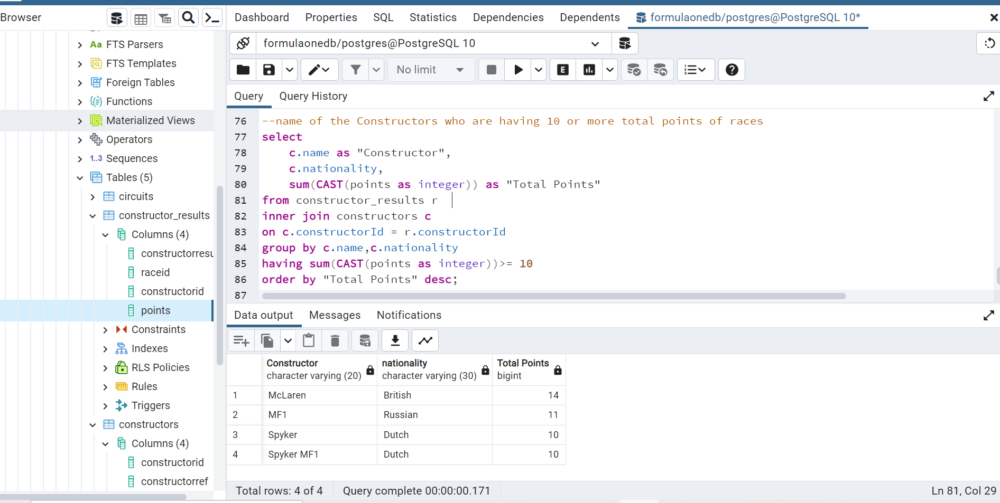 Browser
FTS Parsers
FTS Templates
Foreign Tables
Functions
Materialized Views
Operators
1..3 Sequences
Tables (5)
circuits
constructor_results
Columns (4)
constructorresu
raceid
constructorid
points
Constraints
Indexes
RLS Policies
Rules
Triggers
constructors
Columns (4)
constructorid
constructorref
Dashboard Properties SQL Statistics Dependencies Dependents formulaonedb/postgres@PostgreSQL 10*
formulaonedb/postgres@PostgreSQL 10
No limit
Query Query History
76 --name of the Constructors who are having 10 or more total points of races
77 select
78 c.name as "Constructor",
79 c.nationality,
80 sum(CAST(points as integer)) as "Total Points"
81 from constructor_results r
82 inner join constructors c
83 on c.constructorId = r.constructorId
84 group by c.name,c.nationality
85 having sum(CAST(points as integer))>= 10
86 order by "Total Points" desc;
87
Data output Messages Notifications
Constructor nationality Total Points
character varying (20) character varying (30) bigint
1 McLaren British 14
2 MF1 Russian 11
3 Spyker Dutch 10
4 Spyker MF1 Dutch 10
Total rows: 4 of 4 Query complete 00:00:00.171 Ln 81, Col 29